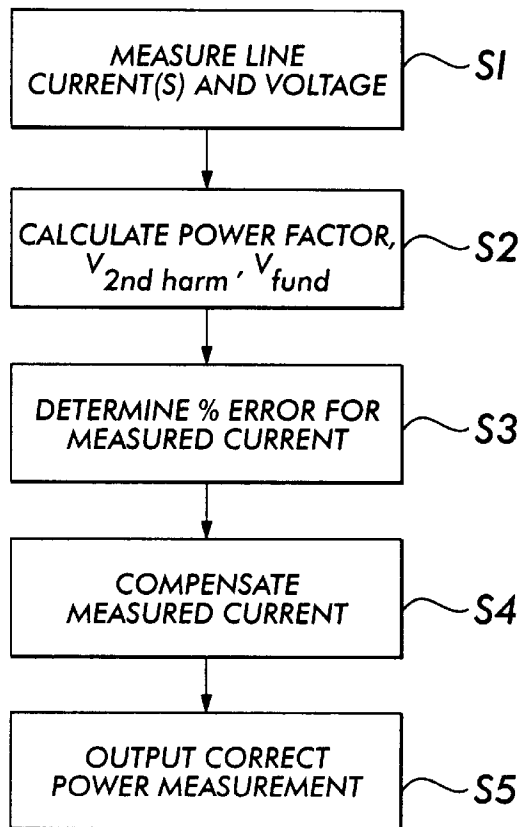 MEASURE LINE
CURRENT(S) AND VOLTAGE
S1
CALCULATE POWER FACTOR,
V2nd harm, Vfund
S2
DETERMINE % ERROR FOR
MEASURED CURRENT
S3
COMPENSATE
MEASURED CURRENT
S4
OUTPUT CORRECT
POWER MEASUREMENT
S5